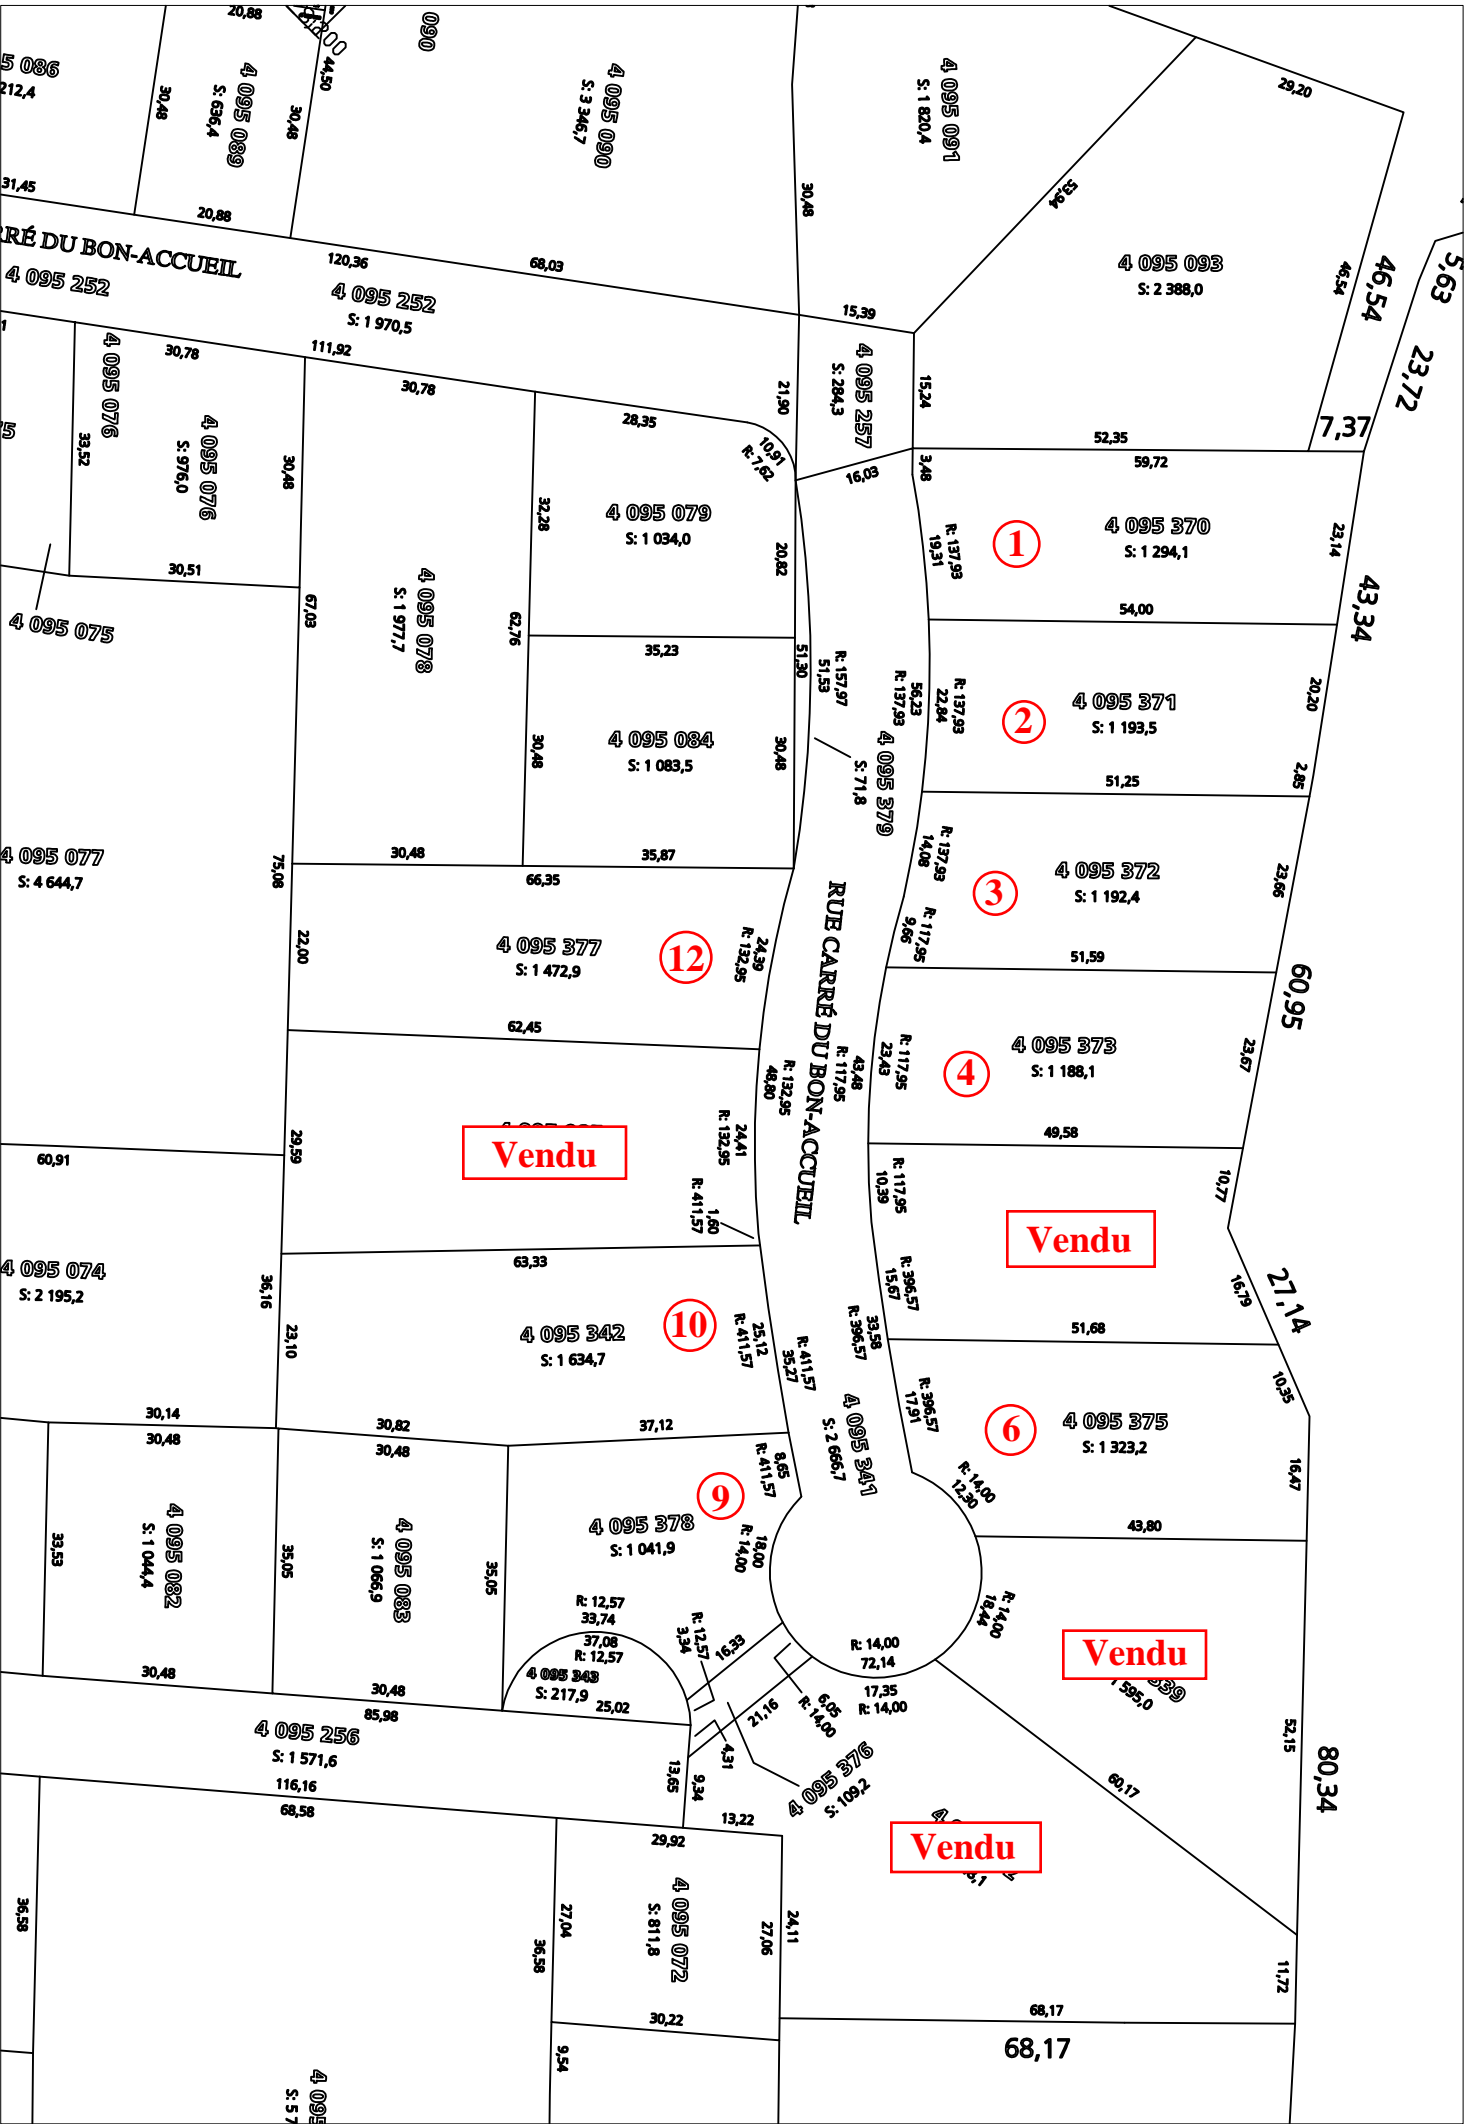 20,88
090
5 086
212,4
30,48
4 095 089
S: 636,4
30,48
44,50
4 095 090
S: 3 346,7
4 095 091
S: 1 820,4
29,20
31,45
20,88
30,48
53,94
RRÉ DU BON-ACCUEIL
4 095 252
120,36
68,03
4 095 252
S: 1 970,5
15,39
4 095 093
S: 2 388,0
46,54
46,54
5,63
23,72
30,78
111,92
30,78
28,35
21,90
4 095 257
S: 284,3
15,24
52,35
7,37
4 095 076
33,52
4 095 076
S: 976,0
30,48
10,91
R: 7,62
16,03
3,48
59,72
32,28
4 095 079
S: 1 034,0
20,82
R: 137,93
19,31
1
4 095 370
S: 1 294,1
23,14
30,51
4 095 075
67,03
4 095 078
S: 1 977,7
62,76
35,23
51,30
54,00
43,34
R: 157,97
51,53
56,23
R: 137,93
R: 137,93
22,84
2
4 095 371
S: 1 193,5
20,20
30,48
4 095 084
S: 1 083,5
30,48
S: 71,8
4 095 379
51,25
2,85
4 095 077
S: 4 644,7
75,08
30,48
35,87
66,35
R: 137,93
14,08
3
4 095 372
S: 1 192,4
23,66
R: 117,95
9,66
22,00
4 095 377
S: 1 472,9
12
24,39
R: 132,95
RUE CARRÉ DU BON-ACCUEIL
51,59
60,95
62,45
R: 132,95
48,80
43,48
R: 117,95
R: 117,95
23,43
4
4 095 373
S: 1 188,1
23,67
60,91
29,59
Vendu
24,41
R: 132,95
1,60
R: 411,57
49,58
R: 117,95
10,39
10,77
Vendu
4 095 074
S: 2 195,2
36,16
63,33
R: 396,57
15,67
16,79
27,14
23,10
4 095 342
S: 1 634,7
10
25,12
R: 411,57
R: 411,57
35,27
33,58
R: 396,57
51,68
30,14
30,82
37,12
4 095 341
S: 2 666,7
R: 396,57
17,91
6
4 095 375
S: 1 323,2
10,35
30,48
30,48
8,65
R: 411,57
R: 14,00
12,30
16,47
33,53
4 095 082
S: 1 044,4
35,05
4 095 083
S: 1 066,9
35,05
9
4 095 378
S: 1 041,9
18,00
R: 14,00
43,80
R: 12,57
33,74
37,08
R: 12,57
4 095 343
S: 217,9
25,02
R: 12,57
3,34
16,33
R: 14,00
72,14
17,35
R: 14,00
R: 14,00
18,44
Vendu
1 595,0
30,48
30,48
85,98
4 095 256
S: 1 571,6
116,16
68,58
21,16
6,05
R: 14,00
4,31
4 095 376
S: 109,2
13,65
9,34
13,22
52,15
80,34
60,17
Vendu
29,92
36,58
27,04
36,58
4 095 072
S: 811,8
27,06
24,11
11,72
30,22
9,54
68,17
68,17
4 095
S: 5 7